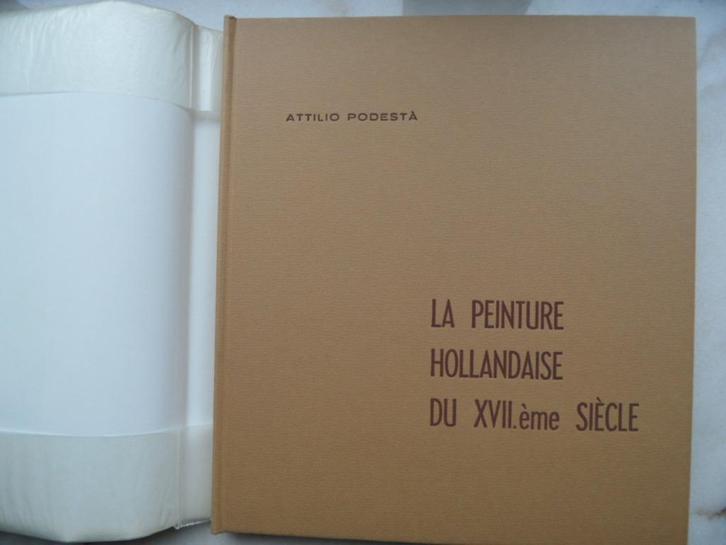 ATTILIO PODESTÀ
LA PEINTURE
HOLLANDAISE
DU XVII.ème SIÈCLE